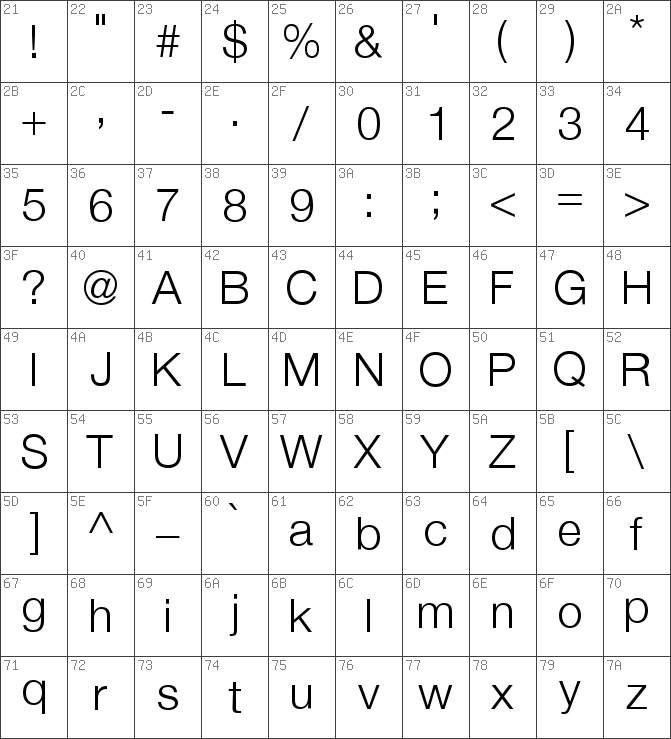 21 22 23 24 25 26 27 28 29 2A
! " # $ % & ' ( ) *
2B 2C 2D 2E 2F 30 31 32 33 34
+ , - . / 0 1 2 3 4
35 36 37 38 39 3A 3B 3C 3D 3E
5 6 7 8 9 : ; < = >
3F 40 41 42 43 44 45 46 47 48
? @ A B C D E F G H
49 4A 4B 4C 4D 4E 4F 50 51 52
I J K L M N O P Q R
53 54 55 56 57 58 59 5A 5B 5C
S T U V W X Y Z [ \
5D 5E 5F 60 61 62 63 64 65 66
] ^ _ ` a b c d e f
67 68 69 6A 6B 6C 6D 6E 6F 70
g h i j k l m n o p
71 72 73 74 75 76 77 78 79 7A
q r s t u v w x y z